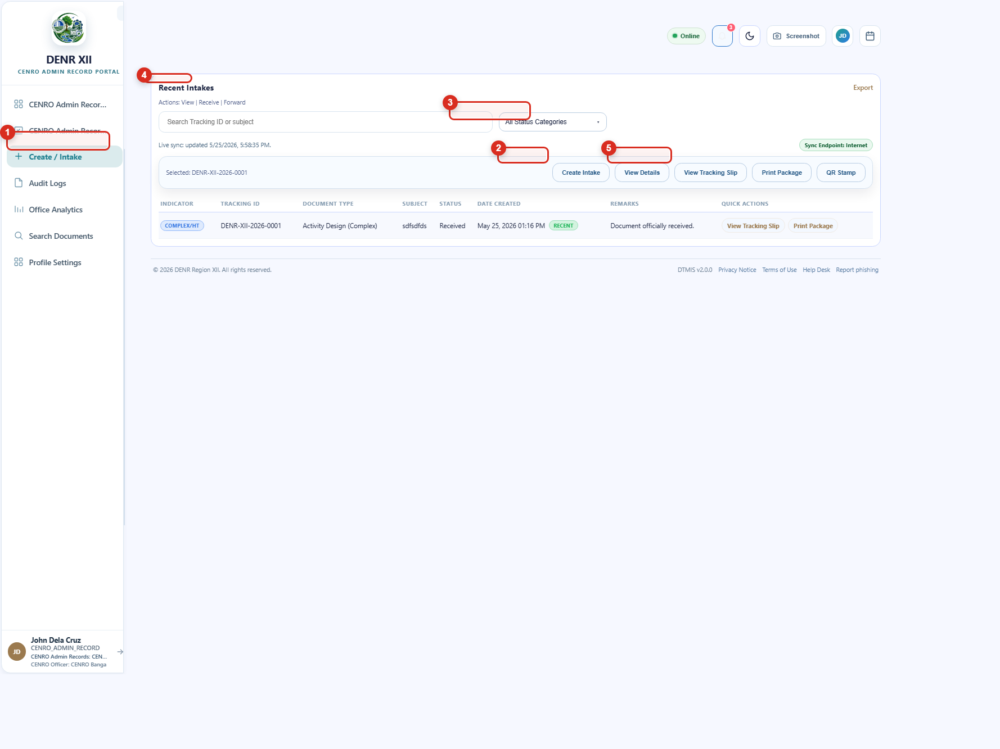 DENR XII
CENRO ADMIN RECORD PORTAL
CENRO Admin Recor...
CENRO Admin Recor...
Create / Intake
Audit Logs
Office Analytics
Search Documents
Profile Settings
John Dela Cruz
CENRO_ADMIN_RECORD
CENRO Admin Records: CEN...
CENRO Officer: CENRO Banga
JD
1
Online
3
Screenshot
JD
4
Recent Intakes
Export
Actions: View | Receive | Forward
3
Search Tracking ID or subject
All Status Categories
Live sync: updated 5/25/2026, 5:58:35 PM.
2
5
Sync Endpoint: Internet
Selected: DENR-XII-2026-0001
Create Intake
View Details
View Tracking Slip
Print Package
QR Stamp
INDICATOR TRACKING ID DOCUMENT TYPE SUBJECT STATUS DATE CREATED REMARKS QUICK ACTIONS
COMPLEX/HT DENR-XII-2026-0001 Activity Design (Complex) sdfsdfds Received May 25, 2026 01:16 PM RECENT Document officially received. View Tracking Slip Print Package
© 2026 DENR Region XII. All rights reserved.
DTMIS v2.0.0 Privacy Notice Terms of Use Help Desk Report phishing